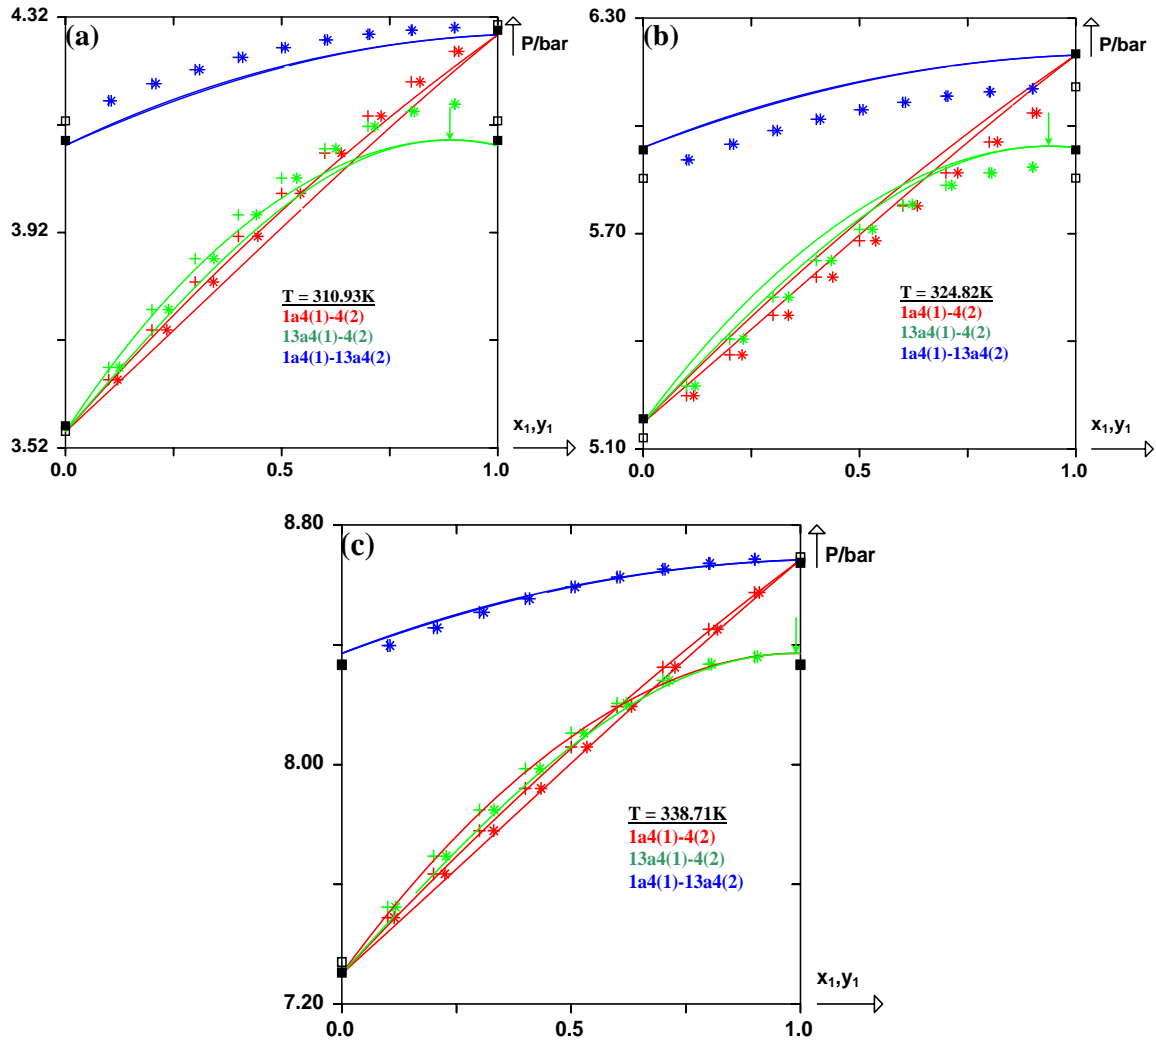 4.32
(a)
P/bar
3.92
T = 310.93K
1a4(1)-4(2)
13a4(1)-4(2)
1a4(1)-13a4(2)
x1,y1
3.52
0.0
0.5
1.0
6.30
(b)
P/bar
5.70
T = 324.82K
1a4(1)-4(2)
13a4(1)-4(2)
1a4(1)-13a4(2)
x1,y1
5.10
0.0
0.5
1.0
8.80
(c)
P/bar
8.00
T = 338.71K
1a4(1)-4(2)
13a4(1)-4(2)
1a4(1)-13a4(2)
x1,y1
7.20
0.0
0.5
1.0